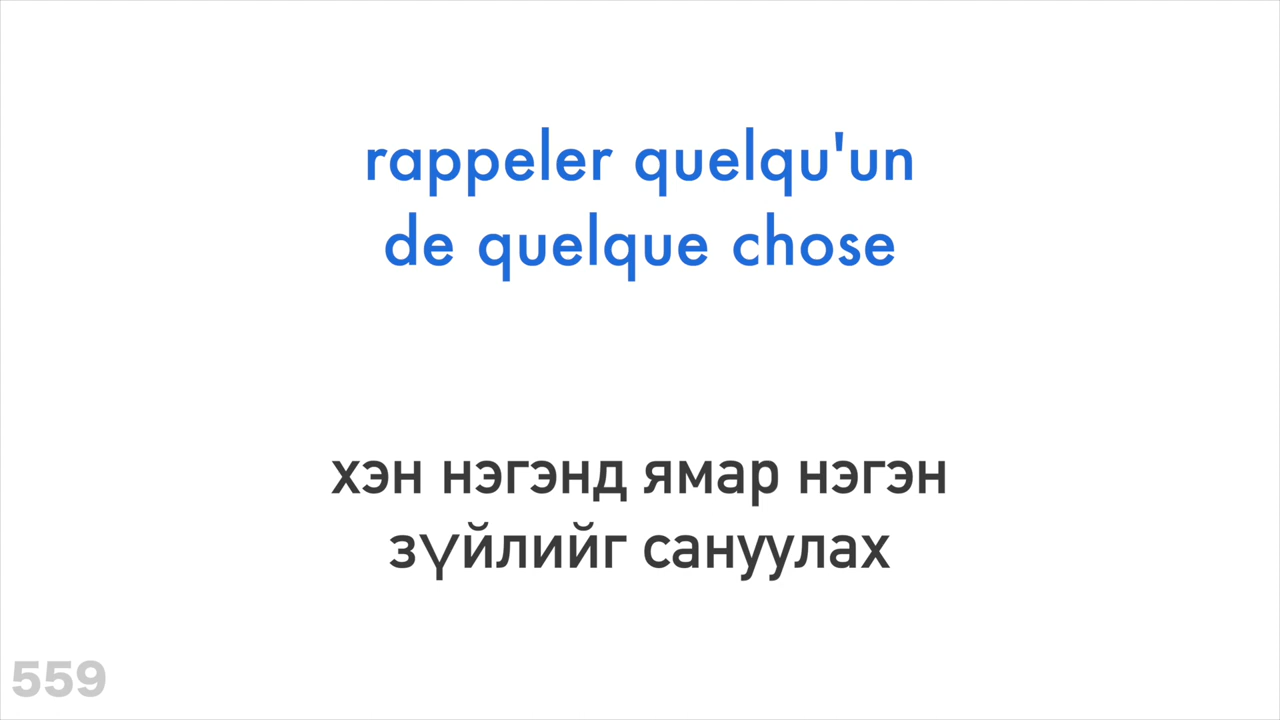 rappeler quelqu'un
de quelque chose
хэн нэгэнд ямар нэгэн
зүйлийг сануулах
559